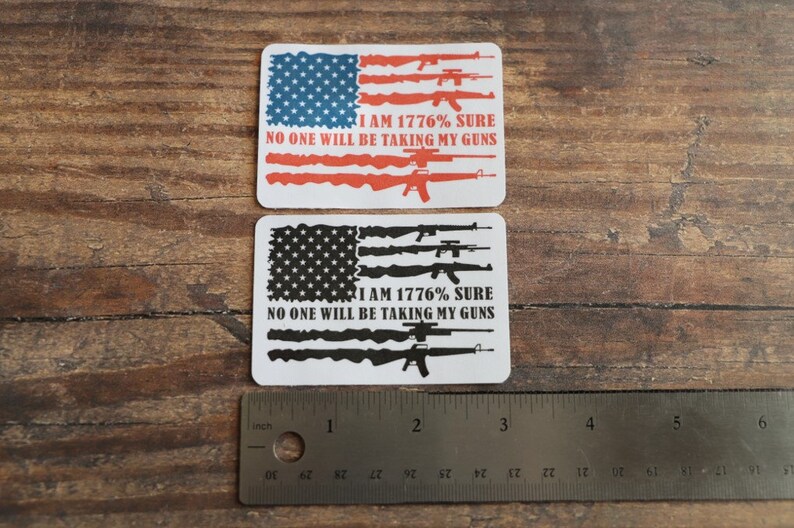 I AM 1776% SURE
NO ONE WILL BE TAKING MY GUNS
I AM 1776% SURE
NO ONE WILL BE TAKING MY GUNS
inch 1 2 3 4 5 6
30 29 28 27 26 25 24 23 22 21 20 19 18 17 16 15